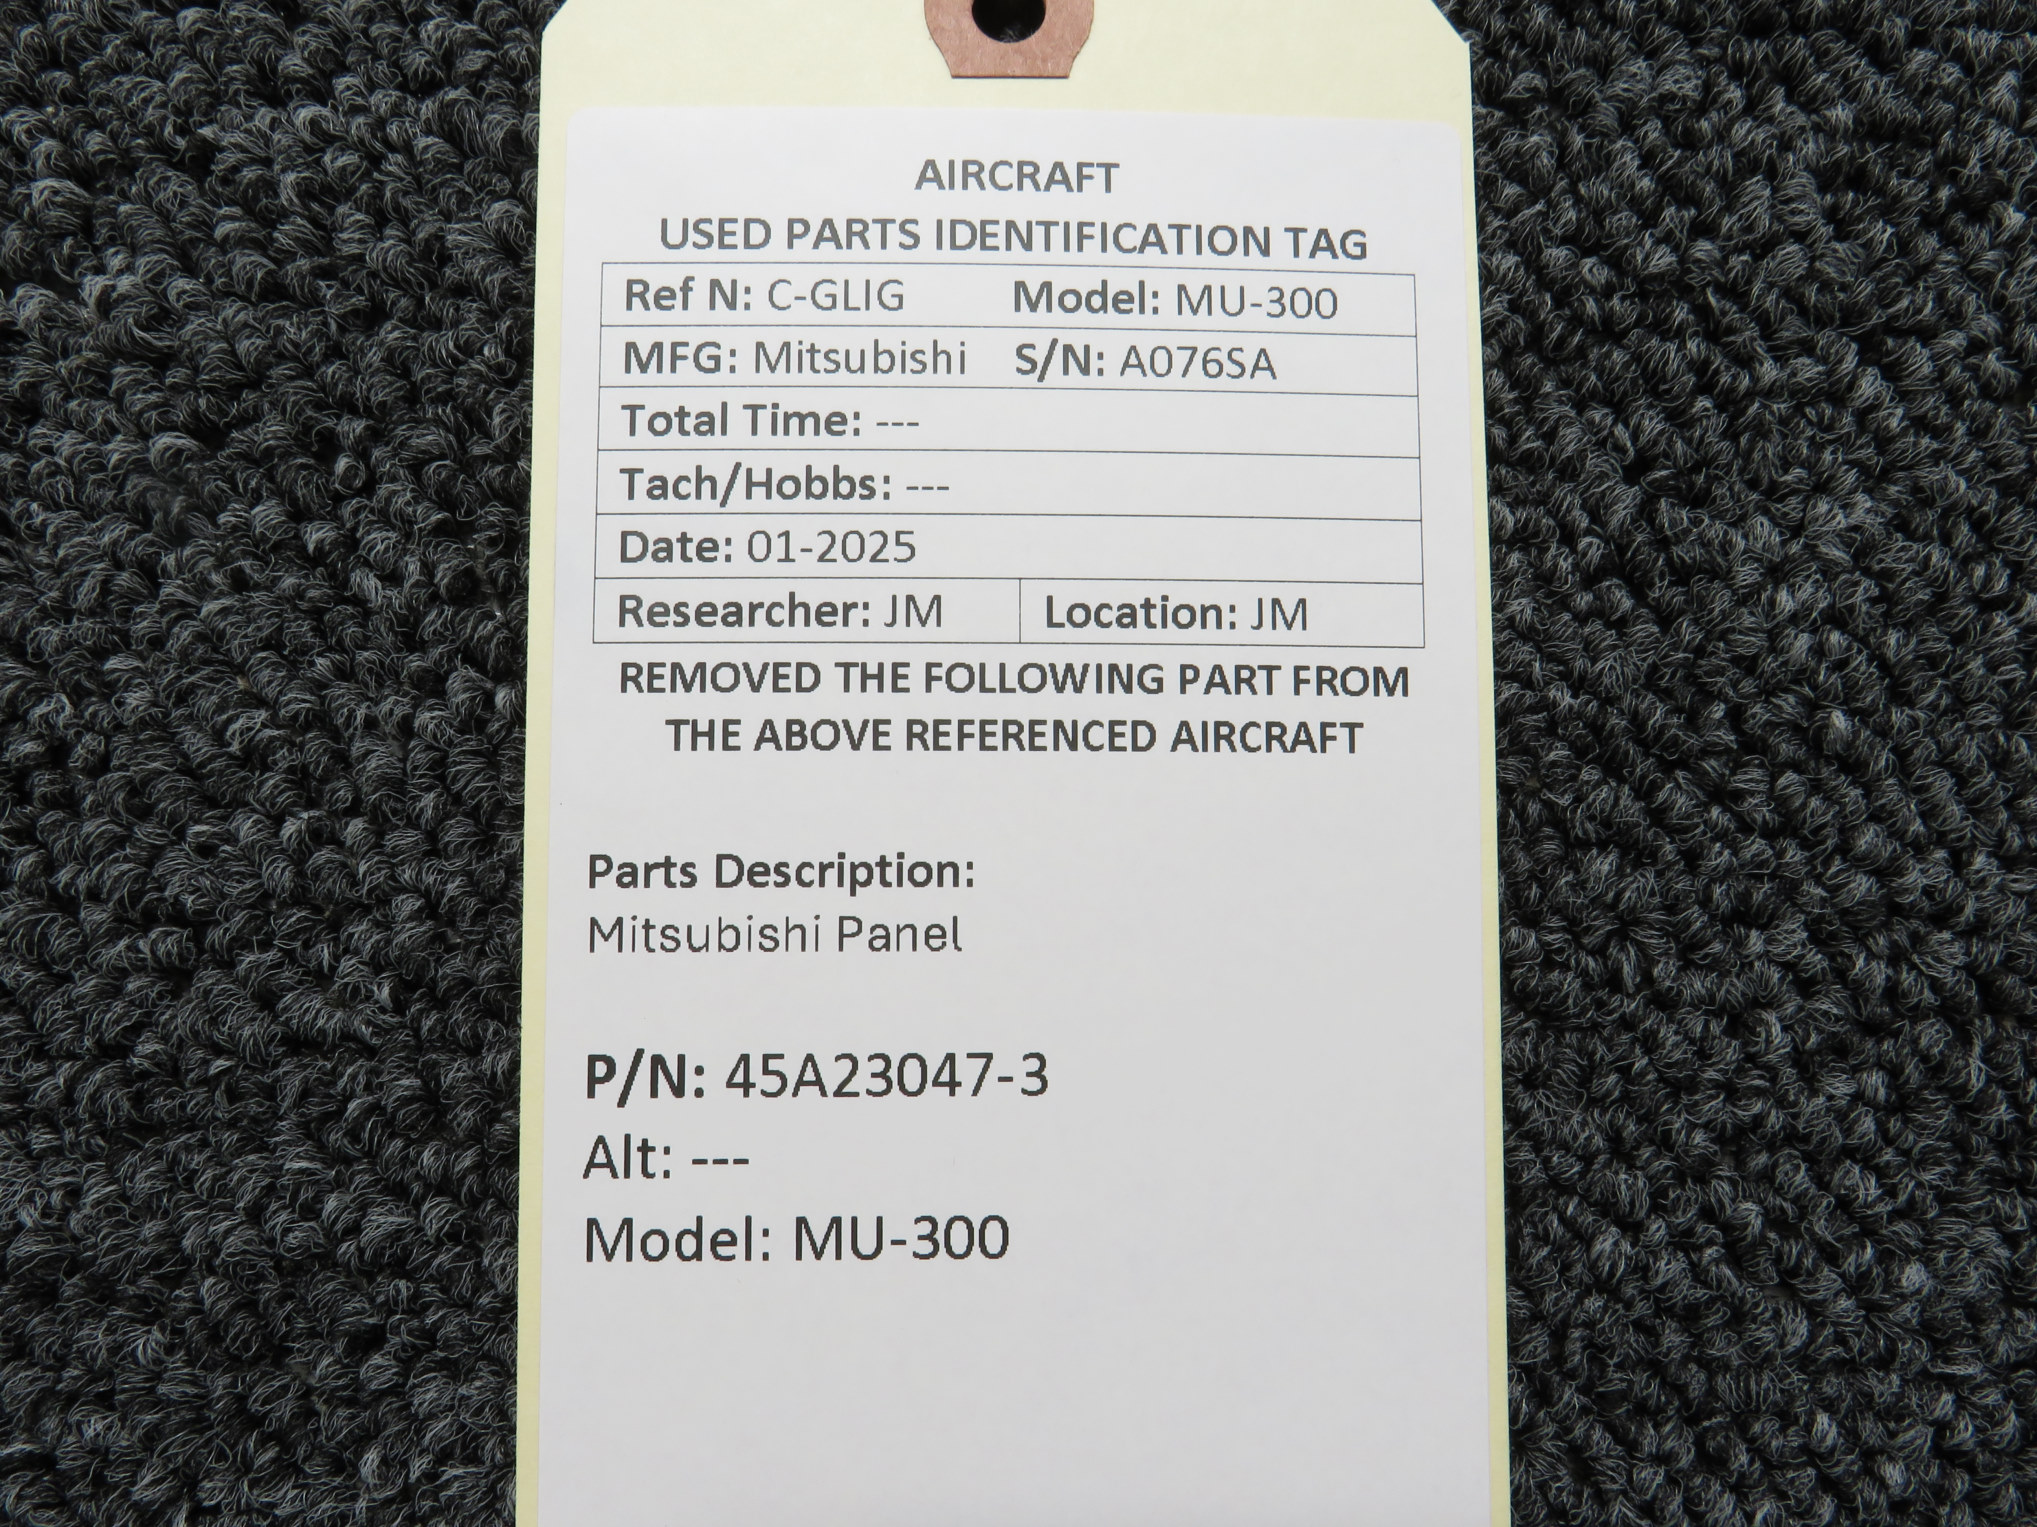 AIRCRAFT
USED PARTS IDENTIFICATION TAG
Ref N: C-GLIG Model: MU-300
MFG: Mitsubishi S/N: A076SA
Total Time: ---
Tach/Hobbs: ---
Date: 01-2025
Researcher: JM Location: JM
REMOVED THE FOLLOWING PART FROM
THE ABOVE REFERENCED AIRCRAFT
Parts Description:
Mitsubishi Panel
P/N: 45A23047-3
Alt: ---
Model: MU-300